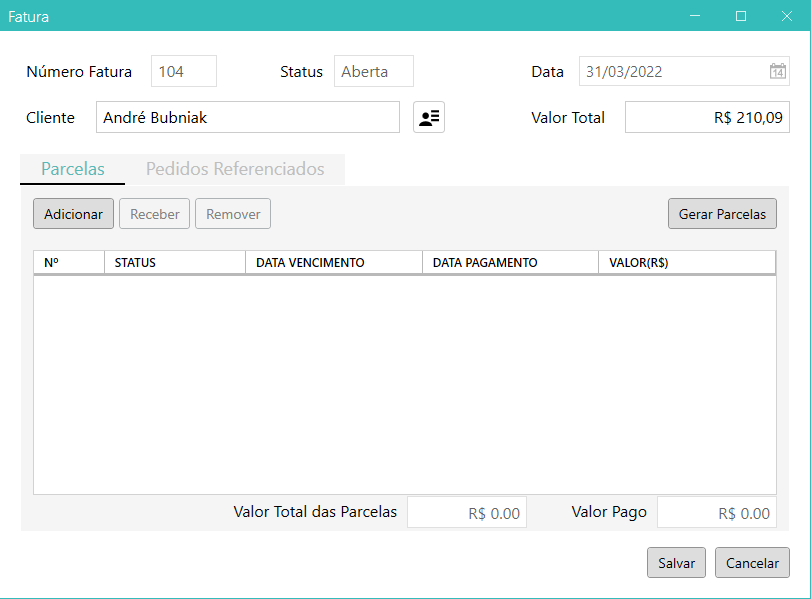 Fatura
Número Fatura 104 Status Aberta Data 31/03/2022 14
Cliente André Bubniak Valor Total R$ 210,09
Parcelas Pedidos Referenciados
Adicionar Receber Remover Gerar Parcelas
Nº STATUS DATA VENCIMENTO DATA PAGAMENTO VALOR(R$)
Valor Total das Parcelas R$ 0.00 Valor Pago R$ 0.00
Salvar Cancelar